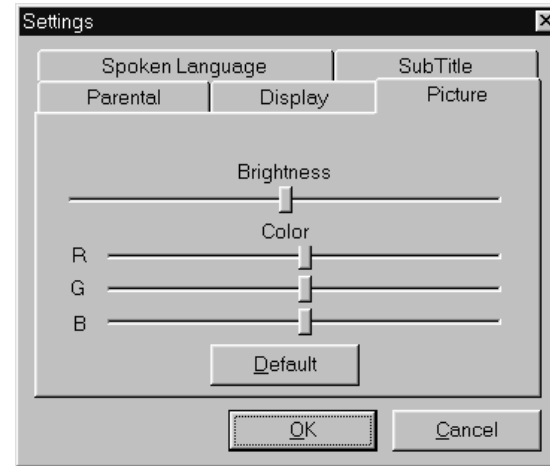 Settings
Spoken Language SubTitle
Parental Display Picture
Brightness
Color
R
G
B
Default
OK Cancel